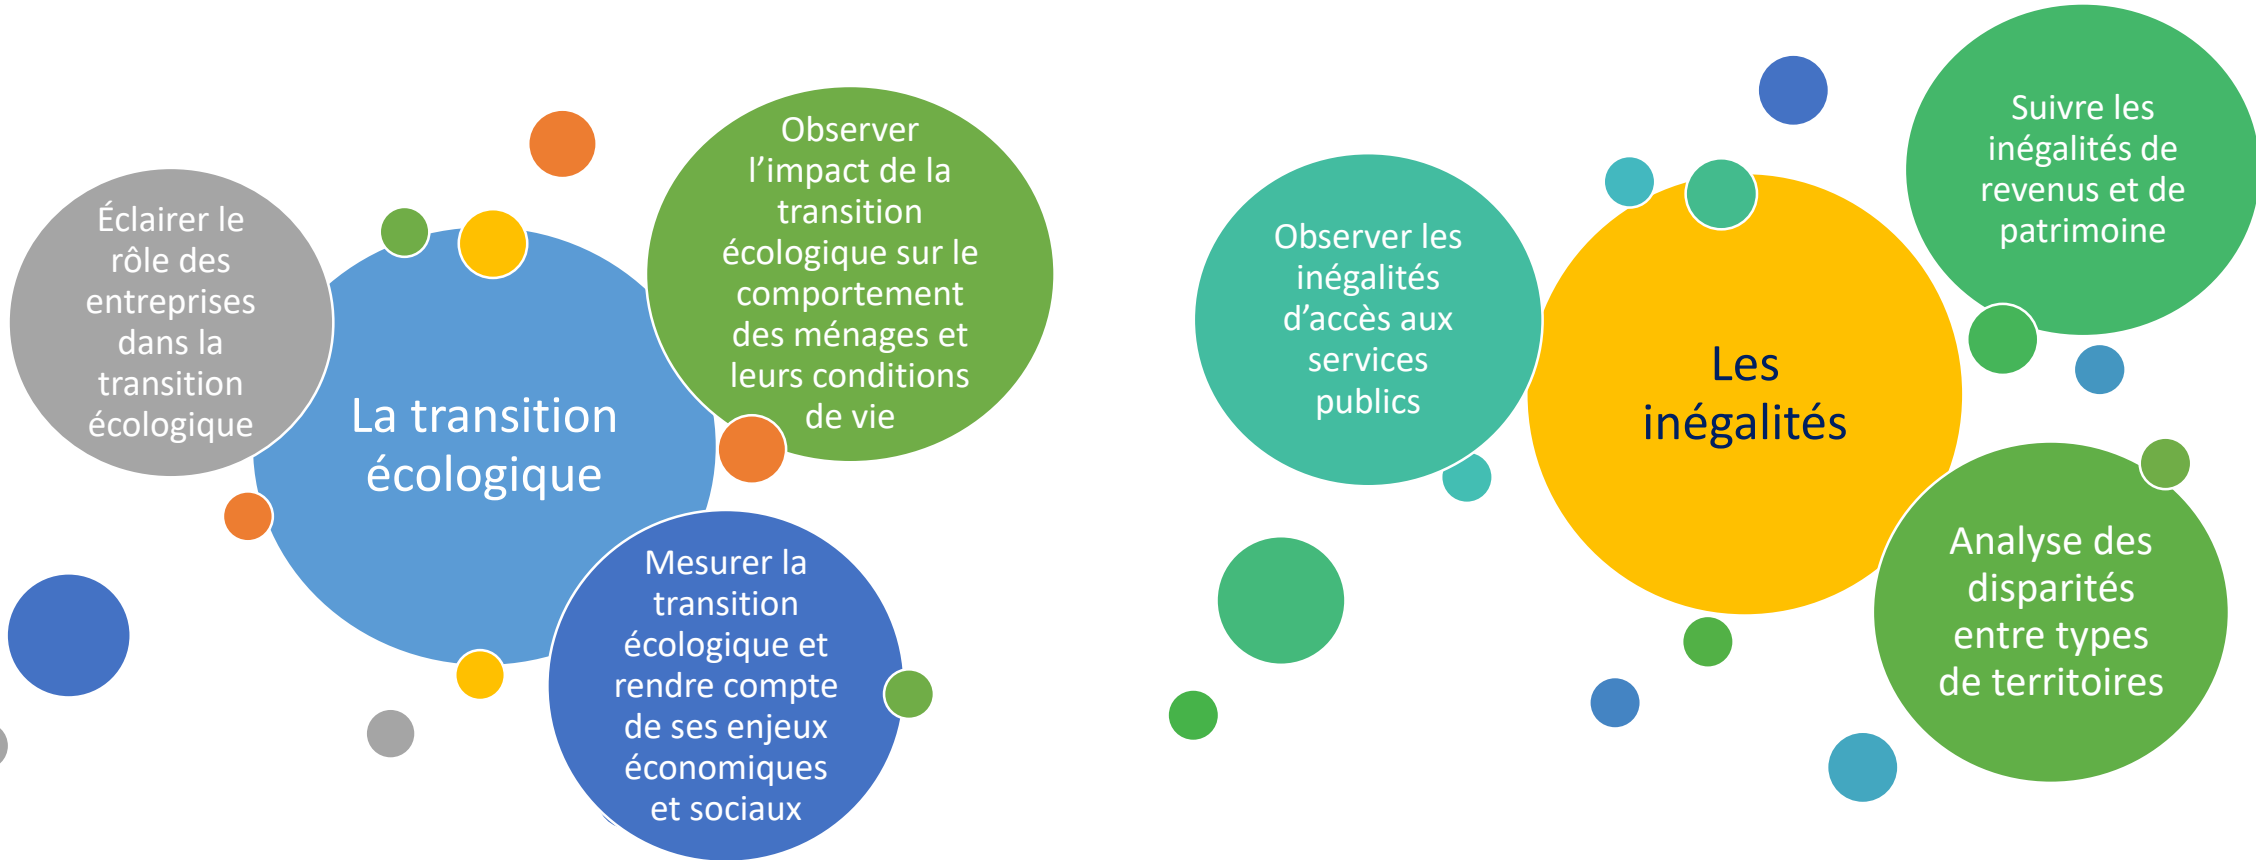 Éclairer le
rôle des
entreprises
dans la
transition
écologique
La transition
écologique
Observer
l’impact de la
transition
écologique sur le
comportement
des ménages et
leurs conditions
de vie
Mesurer la
transition
écologique et
rendre compte
de ses enjeux
économiques
et sociaux
Observer les
inégalités
d’accès aux
services
publics
Les
inégalités
Suivre les
inégalités de
revenus et de
patrimoine
Analyse des
disparités
entre types
de territoires